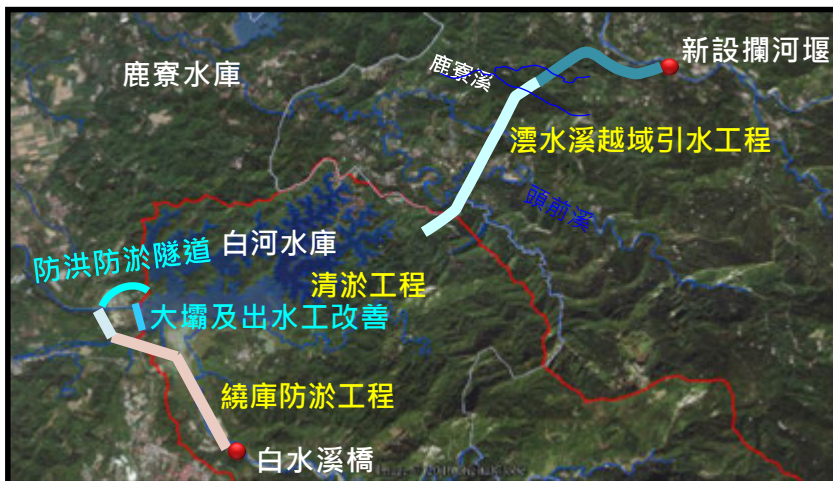 新設攔河堰
鹿寮水庫
鹿寮溪
澐水溪越域引水工程
頭前溪
白河水庫
防洪防淤隧道
清淤工程
大壩及出水工改善
繞庫防淤工程
白水溪橋